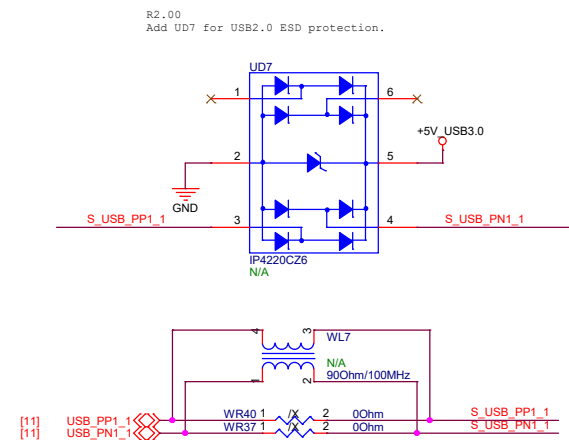 R2.00
Add UD7 for USB2.0 ESD protection.
UD7
1
6
+5V_USB3.0
2
5
GND
S_USB_PP1_1
3
4
S_USB_PN1_1
IP4220CZ6
N/A
4
3
WL7
N/A
1
2
90Ohm/100MHz
[11] USB_PP1_1 WR40 1 /X 2 0Ohm S_USB_PP1_1
[11] USB_PN1_1 WR37 1 /X 2 0Ohm S_USB_PN1_1